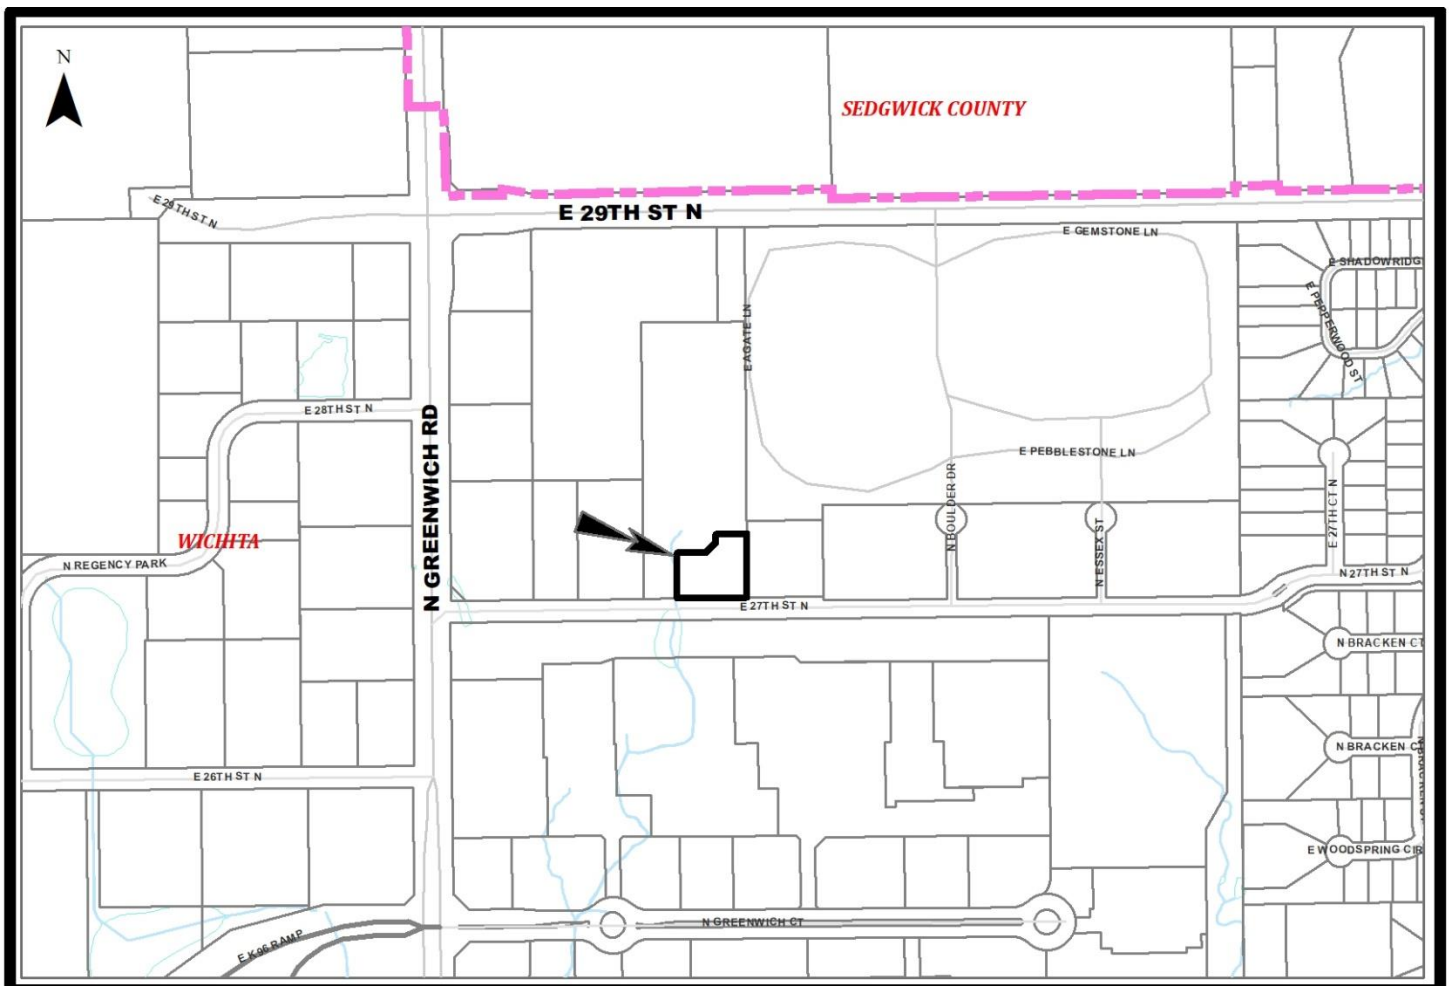 N
SEDGWICK COUNTY
E 29TH ST N
E 29TH ST N
E GEMSTONE LN
E SHADOWRIDG
E PEPPERWOOD ST
E AGATE LN
E 28TH ST N
N GREENWICH RD
E PEBBLESTONE LN
N BOULDER DR
N ESSEX ST
E 27TH CT N
WICHITA
N REGENCY PARK
N 27TH ST N
E 27TH ST N
N BRACKEN CT
N BRACKEN C
E 26TH ST N
E WOODSPRING CIR
N GREENWICH CT
E K96 RAMP